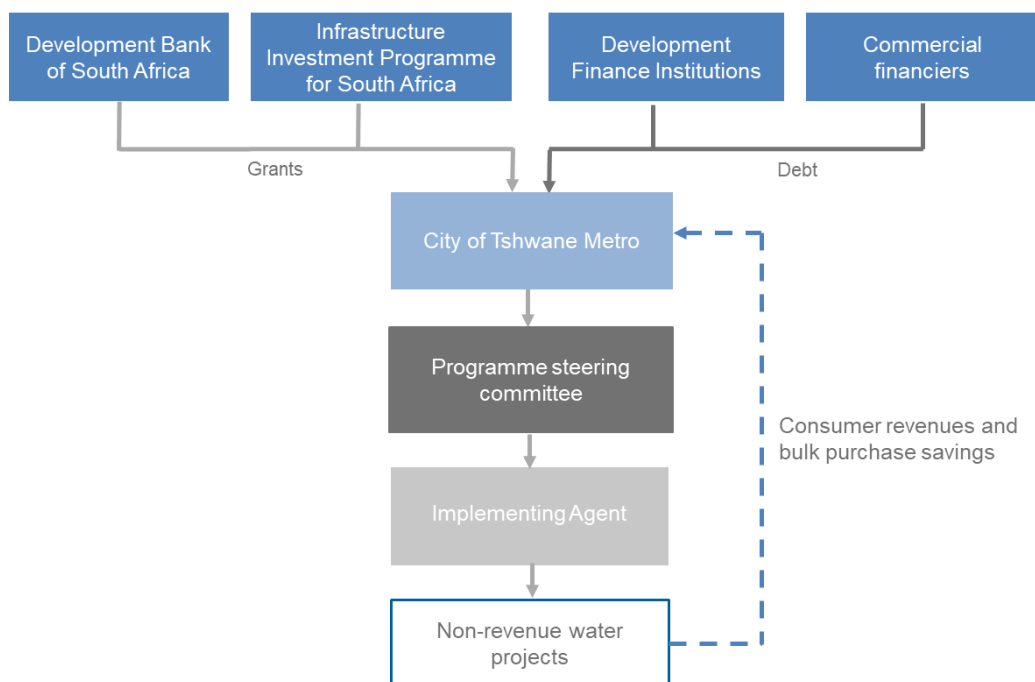 Development Bank
of South Africa
Infrastructure
Investment Programme
for South Africa
Development
Finance Institutions
Commercial
financiers
Grants
Debt
City of Tshwane Metro
Programme steering
committee
Consumer revenues and
bulk purchase savings
Implementing Agent
Non-revenue water
projects